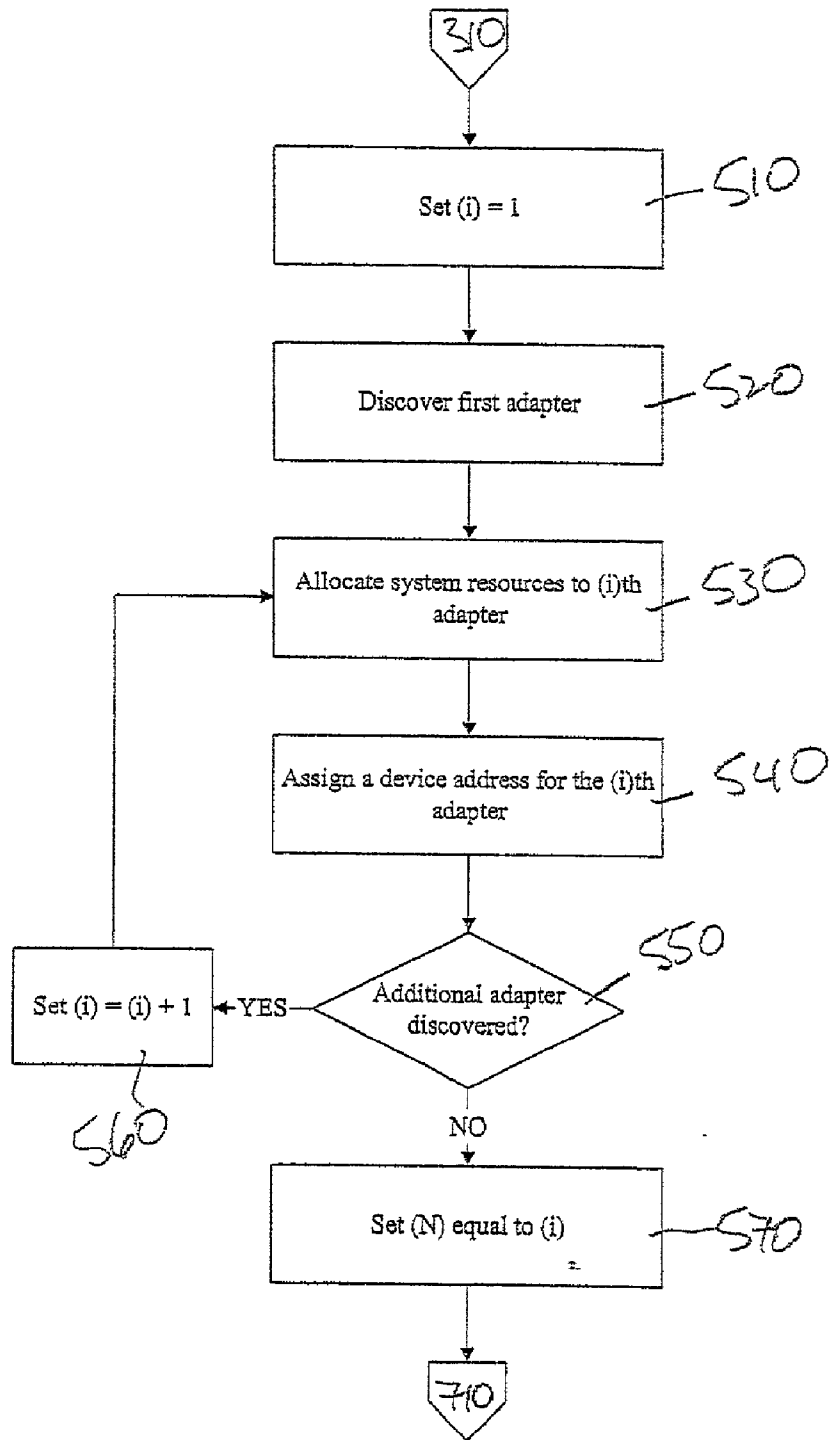 310
Set (i) = 1
510
Discover first adapter
520
Allocate system resources to (i)th
adapter
530
Assign a device address for the (i)th
adapter
540
Additional adapter
discovered?
550
YES
Set (i) = (i) + 1
560
NO
Set (N) equal to (i)
570
710